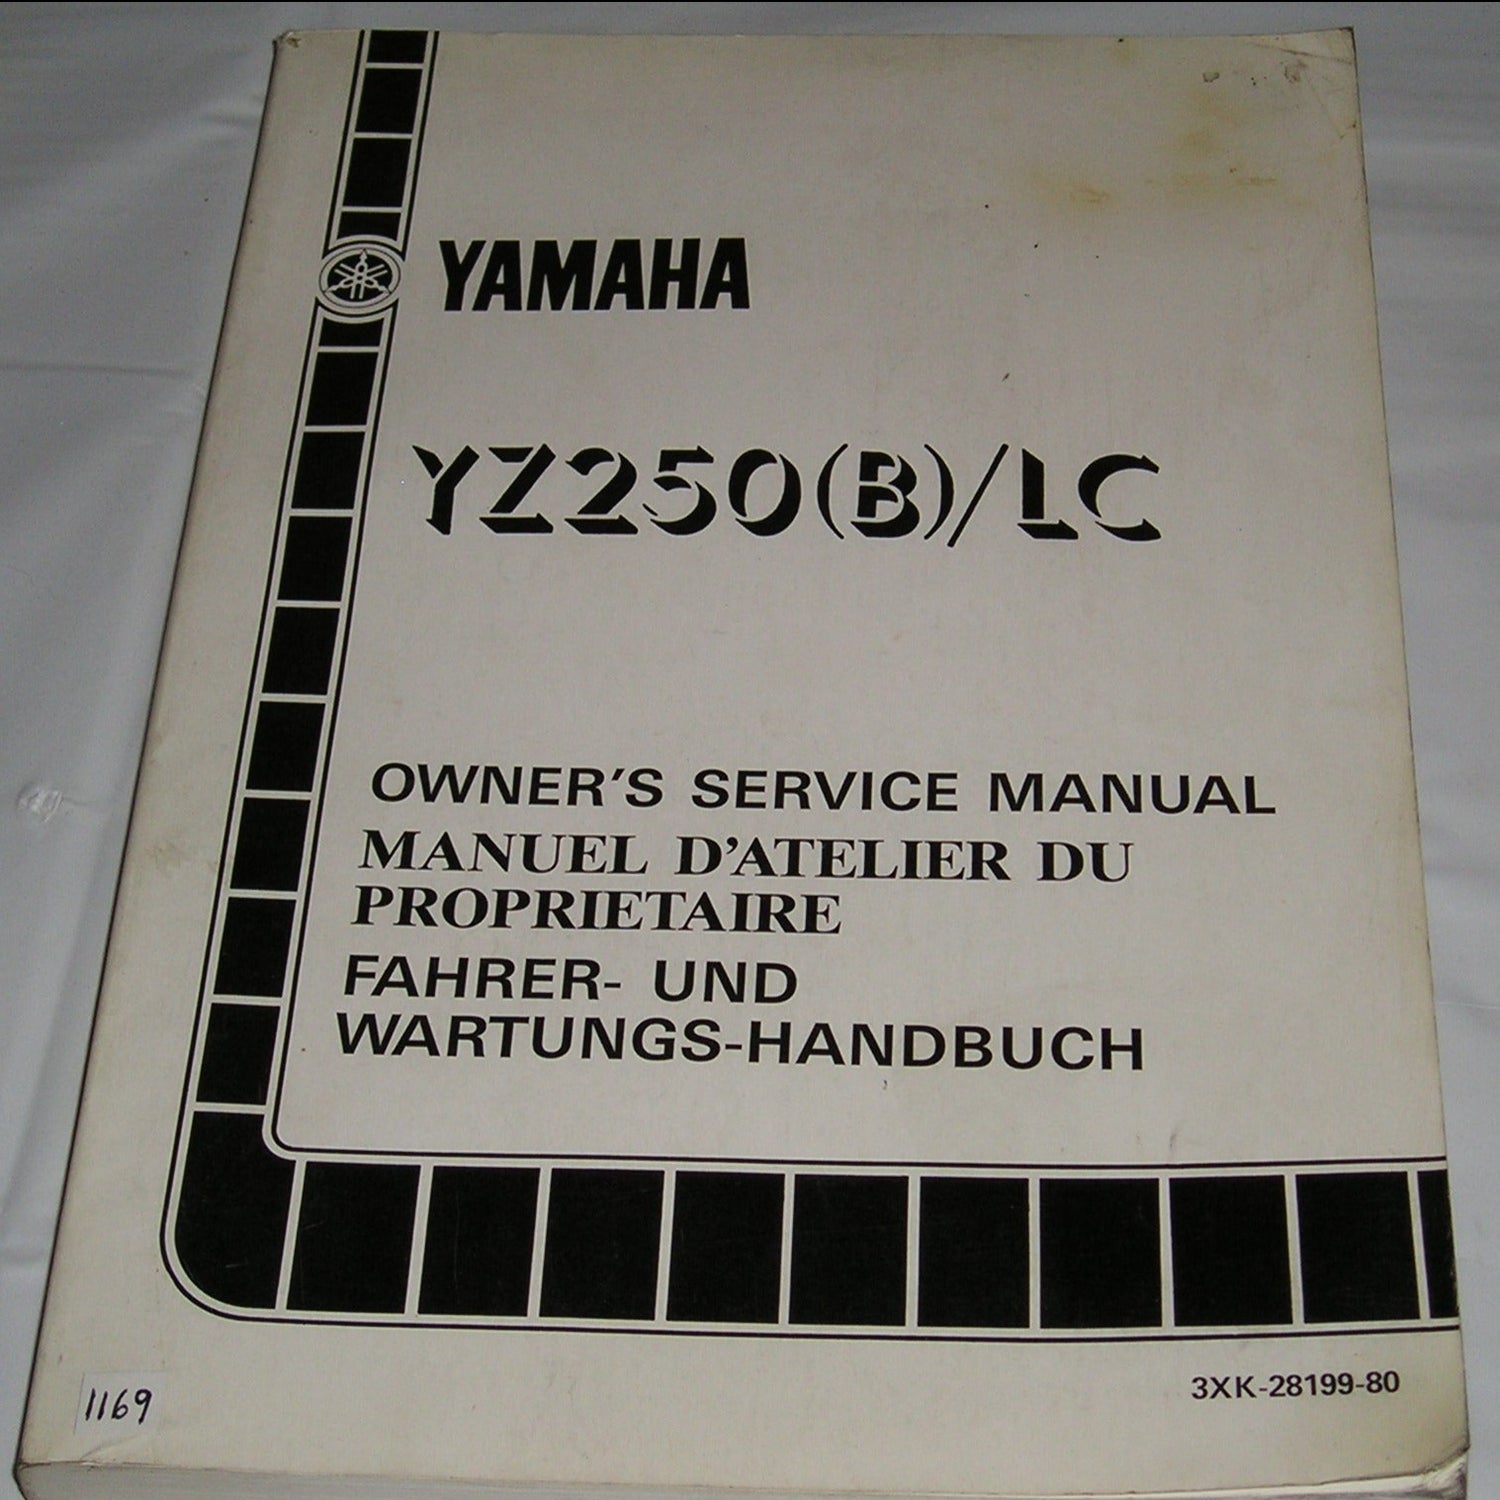 YAMAHA
YZ250(B)/LC
OWNER'S SERVICE MANUAL
MANUEL D'ATELIER DU
PROPRIETAIRE
FAHRER- UND
WARTUNGS-HANDBUCH
3XK-28199-80
1169